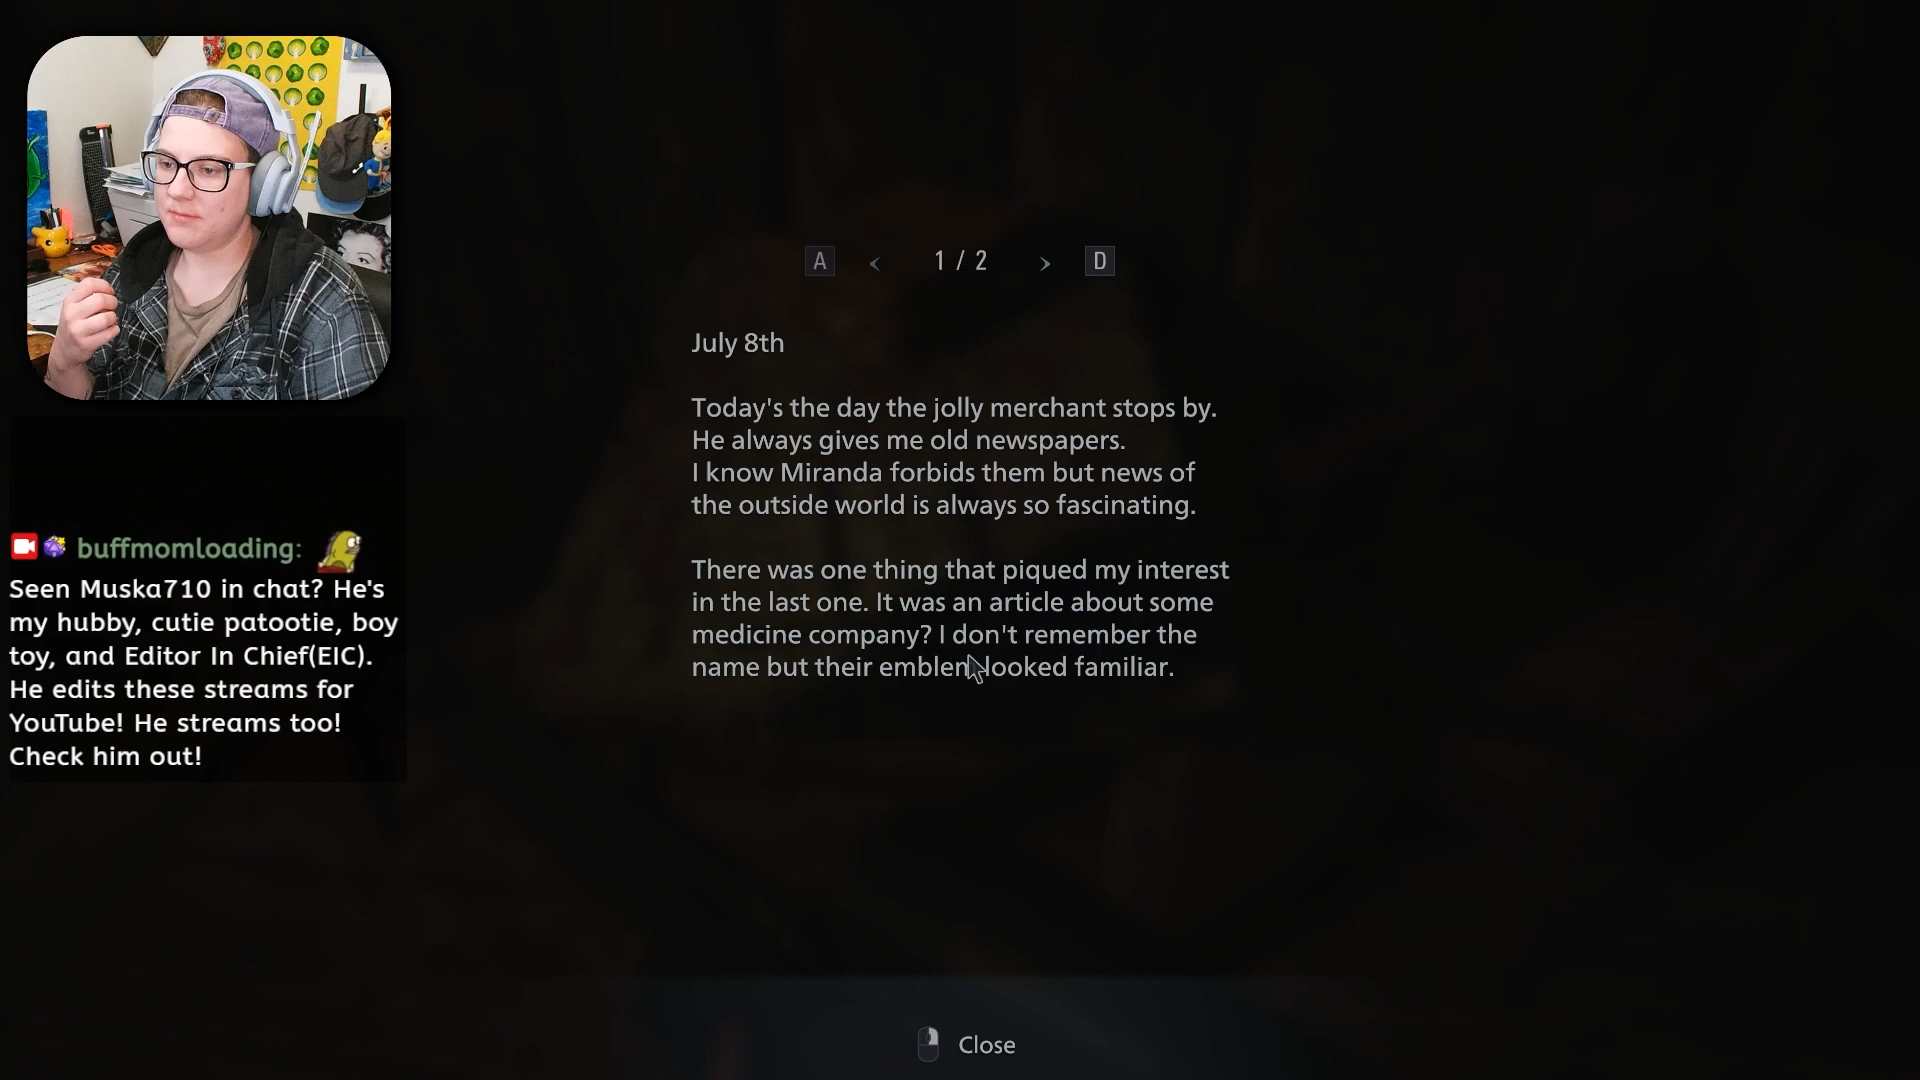 A < 1 / 2 > D
July 8th
Today's the day the jolly merchant stops by.
He always gives me old newspapers.
I know Miranda forbids them but news of
the outside world is always so fascinating.
There was one thing that piqued my interest
in the last one. It was an article about some
medicine company? I don't remember the
name but their emblem looked familiar.
buffmomloading:
Seen Muska710 in chat? He's
my hubby, cutie patootie, boy
toy, and Editor In Chief(EIC).
He edits these streams for
YouTube! He streams too!
Check him out!
Close